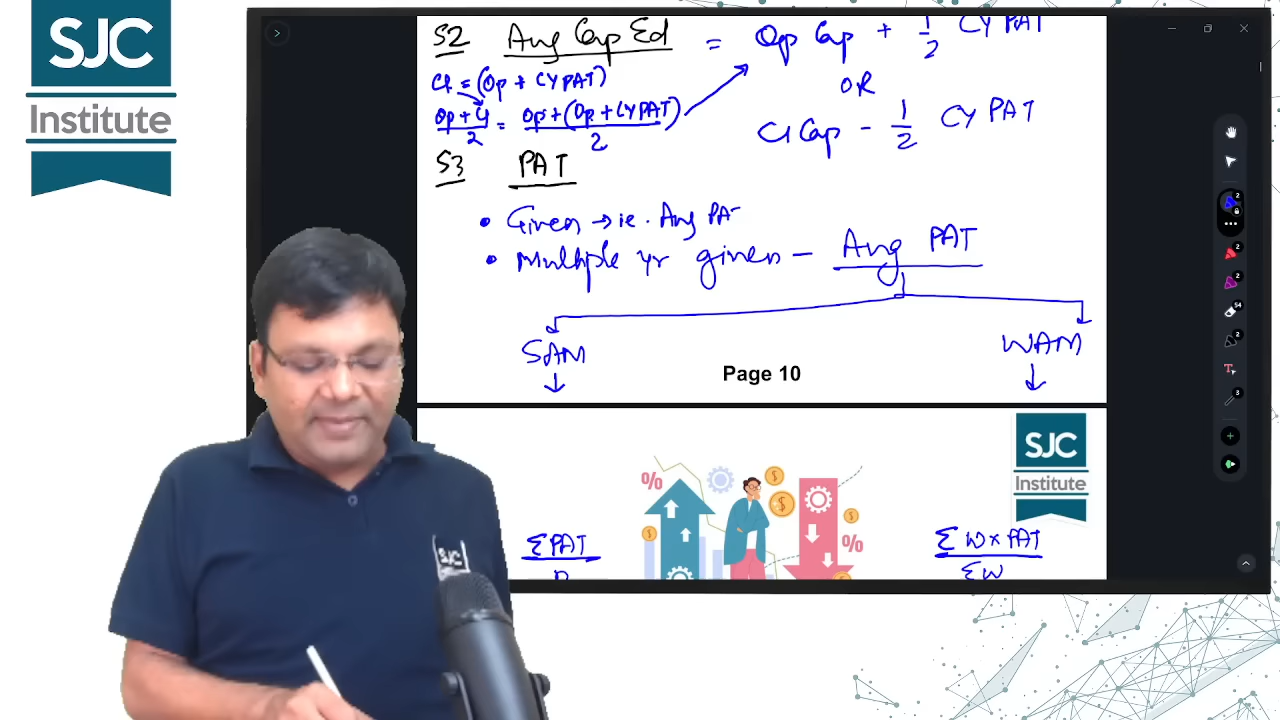 SJC
Institute
S2 Avg Cap Ed = Op Cap + 1/2 CY PAT
Cl = (Op + CY PAT)
OR
Op + Cl / 2 = Op + (Op + CY PAT) / 2
Cl Cap - 1/2 CY PAT
S3 PAT
• Given → ie. Avg PAT
• Multiple yr given - Avg PAT
SAM
WAM
Page 10
SJC
Institute
%
%
Σ PAT
Σ W x PAT
ΣW
SJC